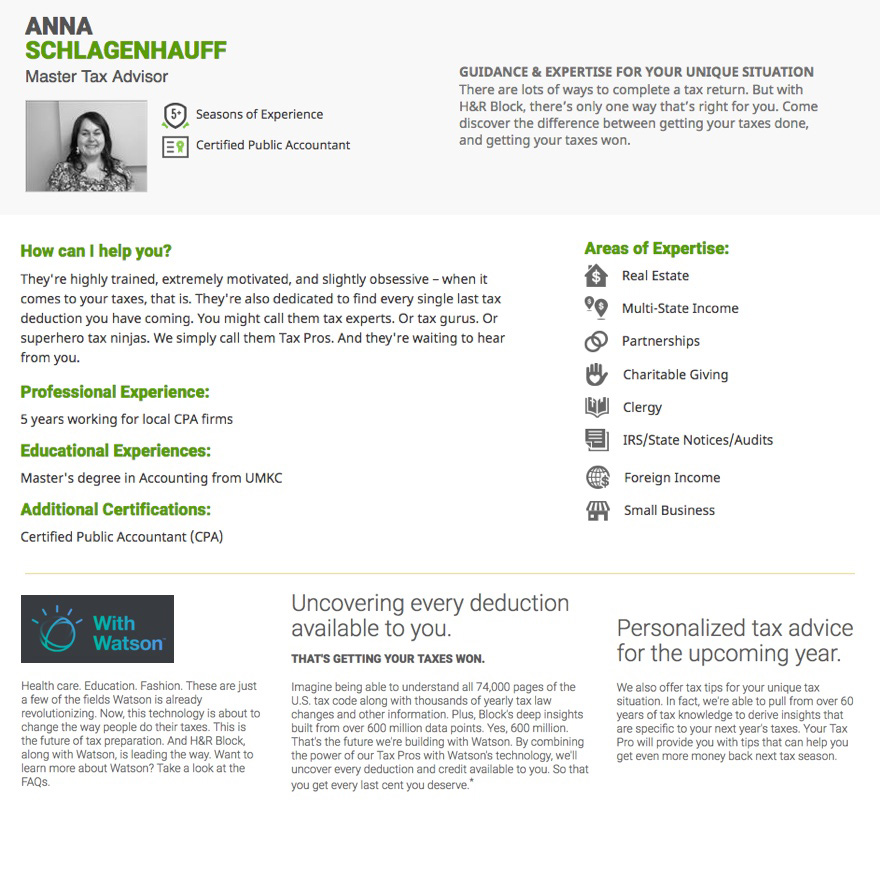 ANNA
SCHLAGENHAUFF
Master Tax Advisor
5+
Seasons of Experience
Certified Public Accountant
GUIDANCE & EXPERTISE FOR YOUR UNIQUE SITUATION
There are lots of ways to complete a tax return. But with
H&R Block, there's only one way that's right for you. Come
discover the difference between getting your taxes done,
and getting your taxes won.
How can I help you?
They're highly trained, extremely motivated, and slightly obsessive – when it
comes to your taxes, that is. They're also dedicated to find every single last tax
deduction you have coming. You might call them tax experts. Or tax gurus. Or
superhero tax ninjas. We simply call them Tax Pros. And they're waiting to hear
from you.
Professional Experience:
5 years working for local CPA firms
Educational Experiences:
Master's degree in Accounting from UMKC
Additional Certifications:
Certified Public Accountant (CPA)
Areas of Expertise:
Real Estate
Multi-State Income
Partnerships
Charitable Giving
Clergy
IRS/State Notices/Audits
Foreign Income
Small Business
With
Watson
Health care. Education. Fashion. These are just
a few of the fields Watson is already
revolutionizing. Now, this technology is about to
change the way people do their taxes. This is
the future of tax preparation. And H&R Block,
along with Watson, is leading the way. Want to
learn more about Watson? Take a look at the
FAQs.
Uncovering every deduction
available to you.
THAT'S GETTING YOUR TAXES WON.
Imagine being able to understand all 74,000 pages of the
U.S. tax code along with thousands of yearly tax law
changes and other information. Plus, Block's deep insights
built from over 600 million data points. Yes, 600 million.
That's the future we're building with Watson. By combining
the power of our Tax Pros with Watson's technology, we'll
uncover every deduction and credit available to you. So that
you get every last cent you deserve.*
Personalized tax advice
for the upcoming year.
We also offer tax tips for your unique tax
situation. In fact, we're able to pull from over 60
years of tax knowledge to derive insights that
are specific to your next year's taxes. Your Tax
Pro will provide you with tips that can help you
get even more money back next tax season.